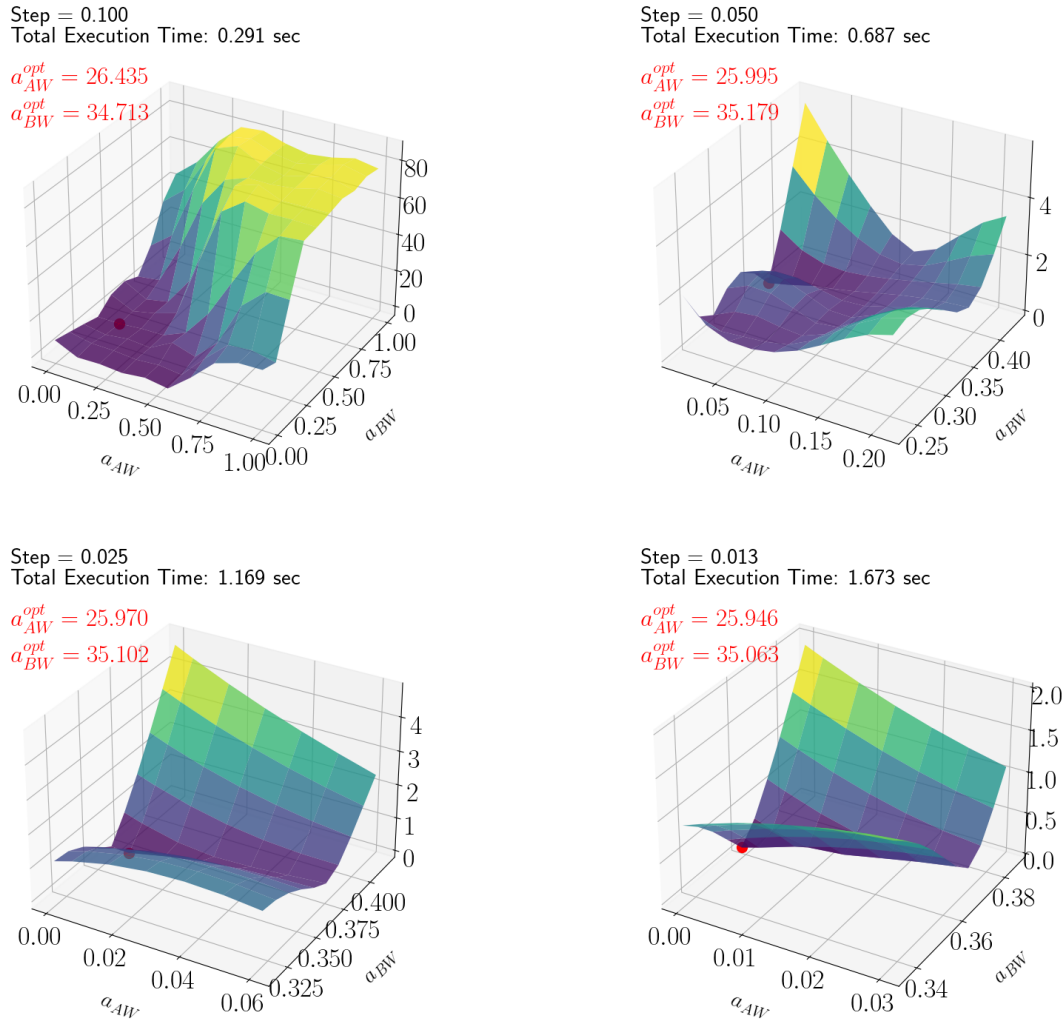 Step = 0.100
Total Execution Time: 0.291 sec
a_{AW}^{opt} = 26.435
a_{BW}^{opt} = 34.713
80
60
40
20
0
0.00
0.25
0.50
0.75
1.00
a_{AW}
0.00
0.25
0.50
0.75
1.00
a_{BW}
Step = 0.050
Total Execution Time: 0.687 sec
a_{AW}^{opt} = 25.995
a_{BW}^{opt} = 35.179
4
2
0
0.05
0.10
0.15
0.20
a_{AW}
0.25
0.30
0.35
0.40
a_{BW}
Step = 0.025
Total Execution Time: 1.169 sec
a_{AW}^{opt} = 25.970
a_{BW}^{opt} = 35.102
4
3
2
1
0
0.00
0.02
0.04
0.06
a_{AW}
0.325
0.350
0.375
0.400
a_{BW}
Step = 0.013
Total Execution Time: 1.673 sec
a_{AW}^{opt} = 25.946
a_{BW}^{opt} = 35.063
2.0
1.5
1.0
0.5
0.0
0.00
0.01
0.02
0.03
a_{AW}
0.34
0.36
0.38
a_{BW}